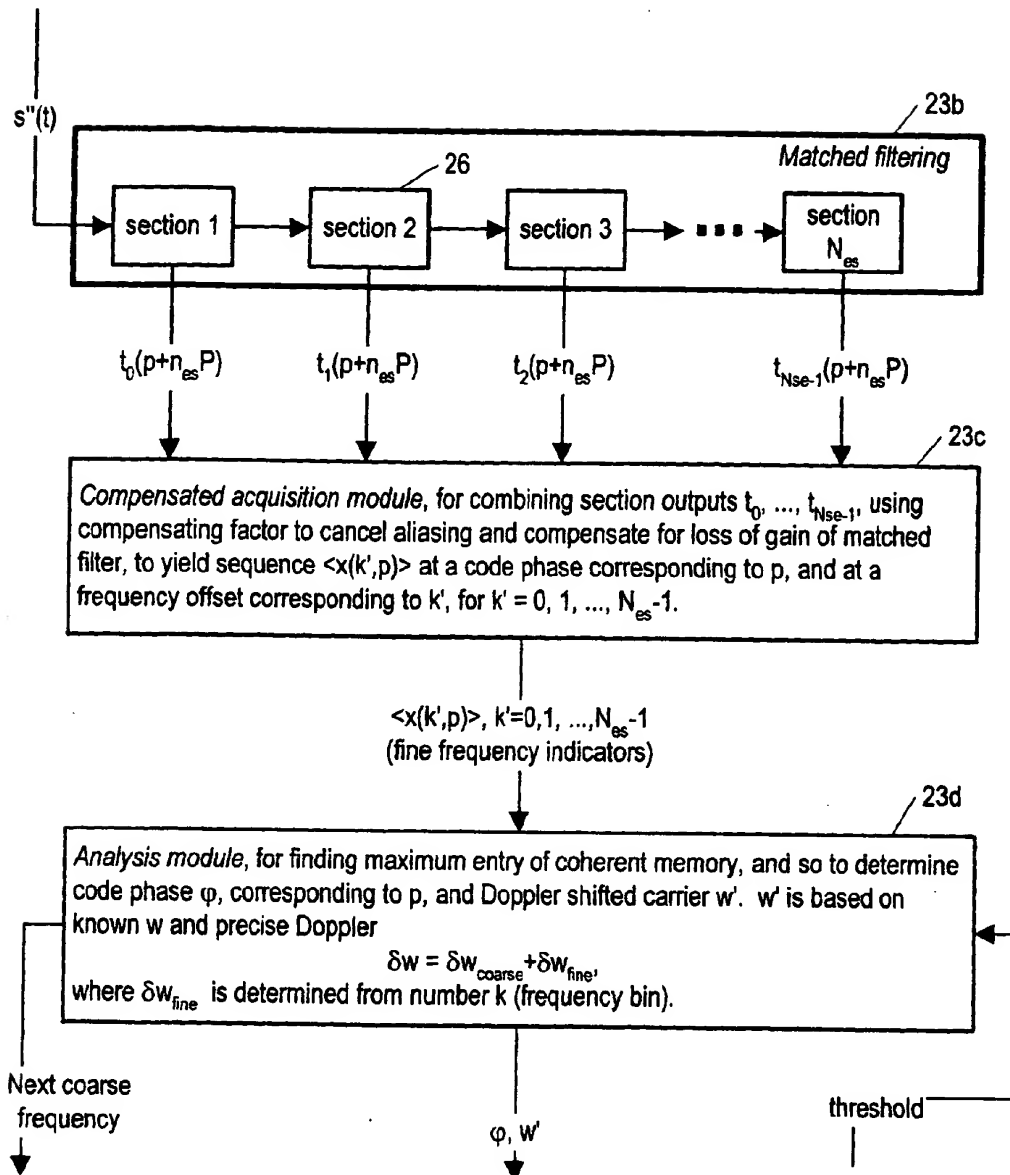 s"(t)
23b
Matched filtering
26
section 1
section 2
section 3
section
N_es
t_0(p+n_esP)
t_1(p+n_esP)
t_2(p+n_esP)
t_Nse-1(p+n_esP)
23c
Compensated acquisition module, for combining section outputs t_0, ..., t_Nse-1, using
compensating factor to cancel aliasing and compensate for loss of gain of matched
filter, to yield sequence <x(k',p)> at a code phase corresponding to p, and at a
frequency offset corresponding to k', for k' = 0, 1, ..., N_es-1.
<x(k',p)>, k'=0,1, ...,N_es-1
(fine frequency indicators)
23d
Analysis module, for finding maximum entry of coherent memory, and so to determine
code phase φ, corresponding to p, and Doppler shifted carrier w'. w' is based on
known w and precise Doppler
δw = δw_coarse+δw_fine,
where δw_fine is determined from number k (frequency bin).
Next coarse
frequency
φ, w'
threshold